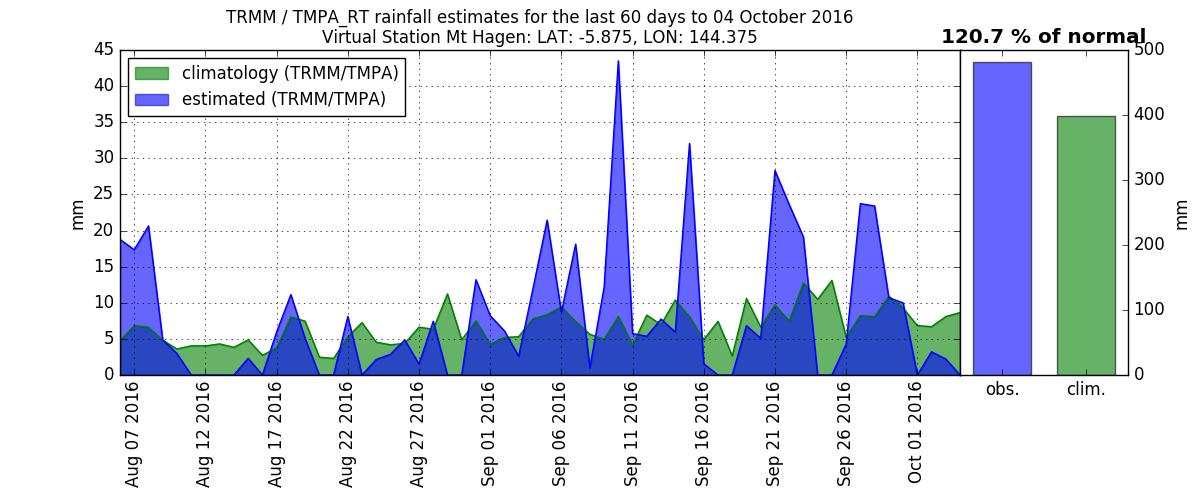 TRMM / TMPA_RT rainfall estimates for the last 60 days to 04 October 2016
Virtual Station Mt Hagen: LAT: -5.875, LON: 144.375
120.7 % of normal
climatology (TRMM/TMPA)
estimated (TRMM/TMPA)
45
40
35
30
25
20
15
10
5
0
mm
Aug 07 2016
Aug 12 2016
Aug 17 2016
Aug 22 2016
Aug 27 2016
Sep 01 2016
Sep 06 2016
Sep 11 2016
Sep 16 2016
Sep 21 2016
Sep 26 2016
Oct 01 2016
obs.
clim.
500
400
300
200
100
0
mm